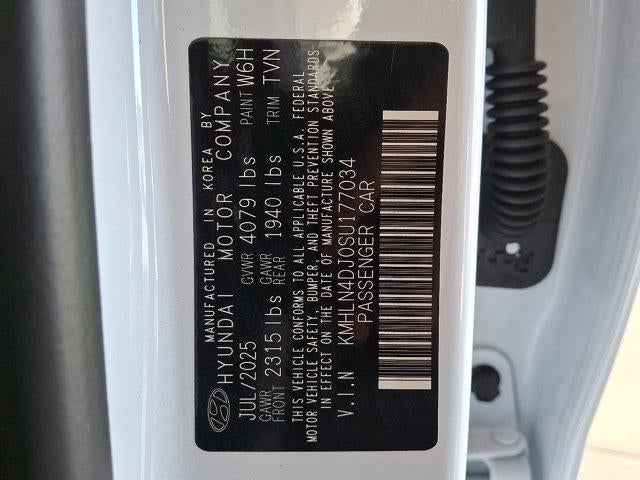 MANUFACTURED IN KOREA BY
HYUNDAI MOTOR COMPANY
JUL/2025 GVWR 4079 lbs PAINT W6H
GAWR FRONT 2315 lbs GAWR REAR 1940 lbs TRIM TVN
THIS VEHICLE CONFORMS TO ALL APPLICABLE U.S.A. FEDERAL
MOTOR VEHICLE SAFETY, BUMPER, AND THEFT PREVENTION STANDARDS
IN EFFECT ON THE DATE OF MANUFACTURE SHOWN ABOVE
V.I.N KMHLN4DJ0SU177034
PASSENGER CAR